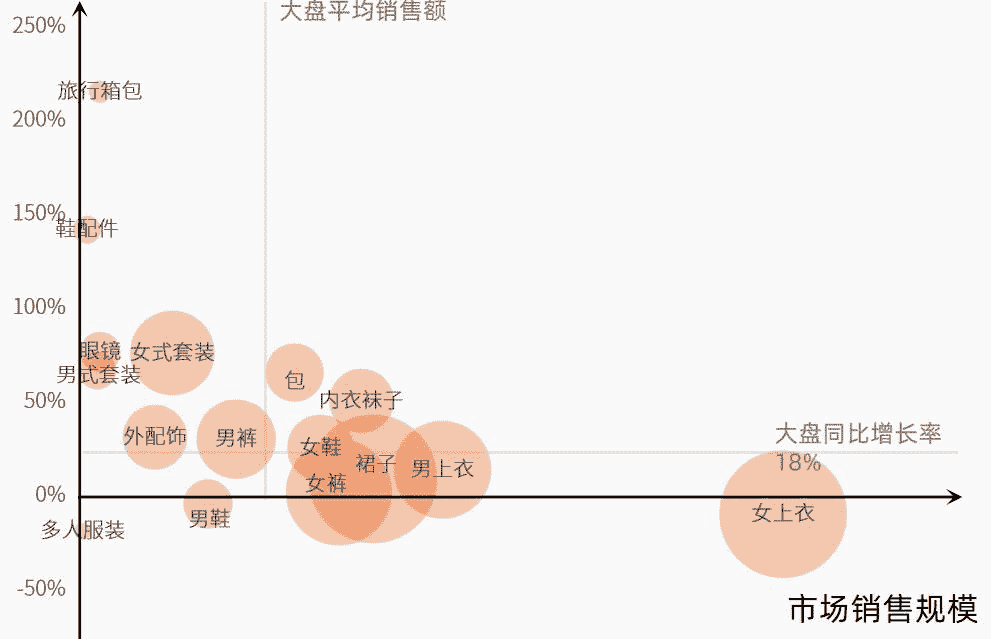 250%
大盘平均销售额
旅行箱包
200%
150%
鞋配件
100%
眼镜
女式套装
男式套装
包
50%
内衣袜子
外配饰
男裤
女鞋
大盘同比增长率
18%
裙子
男上衣
女裤
0%
男鞋
女上衣
多人服装
-50%
市场销售规模